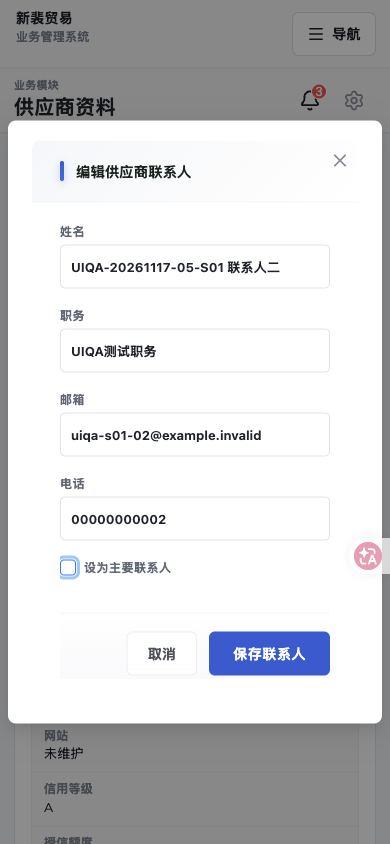 新裴贸易
业务管理系统
导航
业务模块
供应商资料
3
编辑供应商联系人
姓名
UIQA-20261117-05-S01 联系人二
职务
UIQA测试职务
邮箱
uiqa-s01-02@example.invalid
电话
00000000002
设为主要联系人
取消
保存联系人
网站
未维护
信用等级
A
授信额度